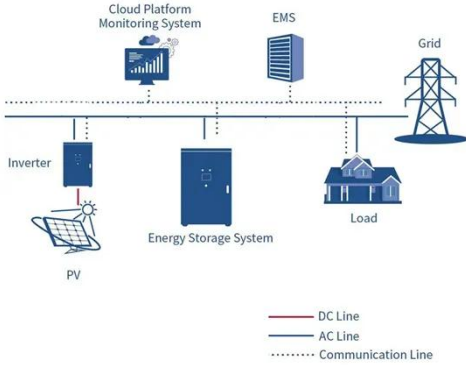 Cloud Platform
Monitoring System
EMS
Grid
Inverter
Energy Storage System
Load
PV
DC Line
AC Line
Communication Line